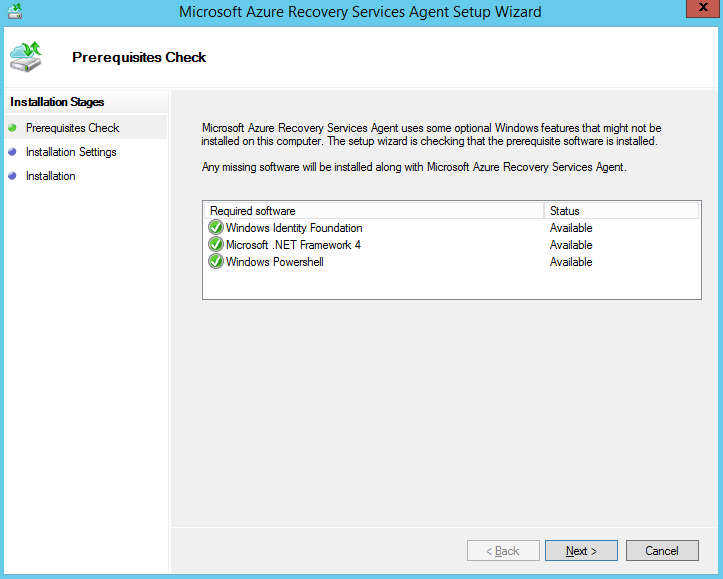 Microsoft Azure Recovery Services Agent Setup Wizard
x
Prerequisites Check
Installation Stages
Prerequisites Check
Installation Settings
Installation
Microsoft Azure Recovery Services Agent uses some optional Windows features that might not be
installed on this computer. The setup wizard is checking that the prerequisite software is installed.
Any missing software will be installed along with Microsoft Azure Recovery Services Agent.
Required software Status
Windows Identity Foundation Available
Microsoft .NET Framework 4 Available
Windows Powershell Available
< Back Next > Cancel